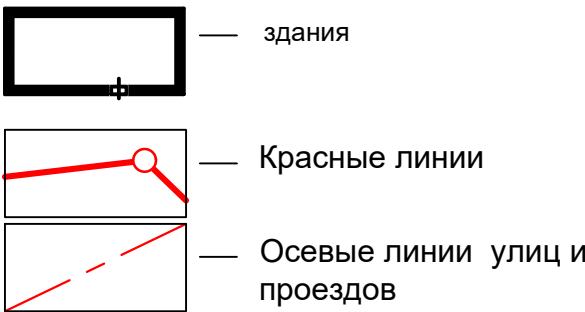 здания
Красные линии
Осевые линии улиц и
проездов